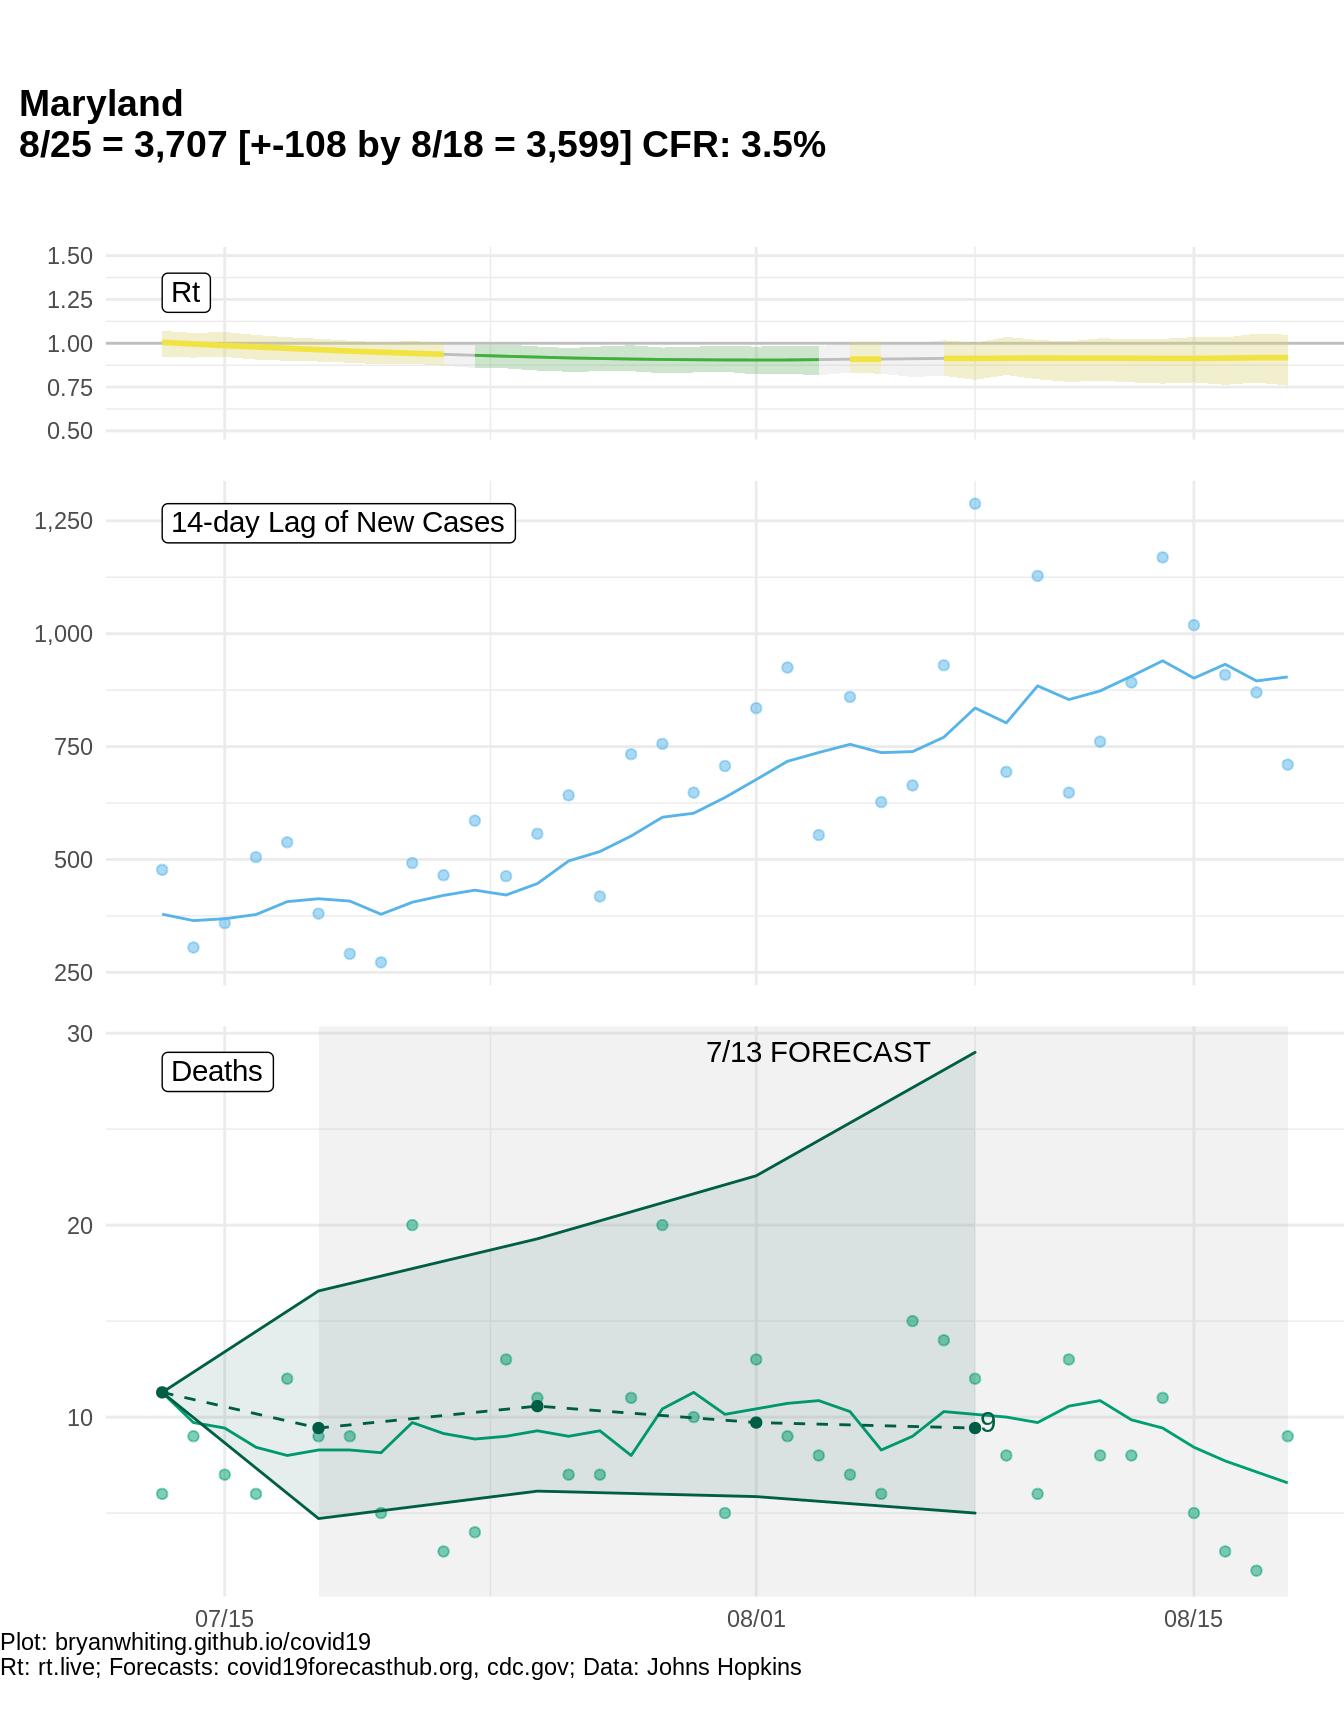 Maryland
8/25 = 3,707 [+-108 by 8/18 = 3,599] CFR: 3.5%
1.50
Rt
1.25
1.00
0.75
0.50
14-day Lag of New Cases
1,250
1,000
750
500
250
30
7/13 FORECAST
Deaths
20
10
9
07/15 08/01 08/15
Plot: bryanwhiting.github.io/covid19
Rt: rt.live; Forecasts: covid19forecasthub.org, cdc.gov; Data: Johns Hopkins